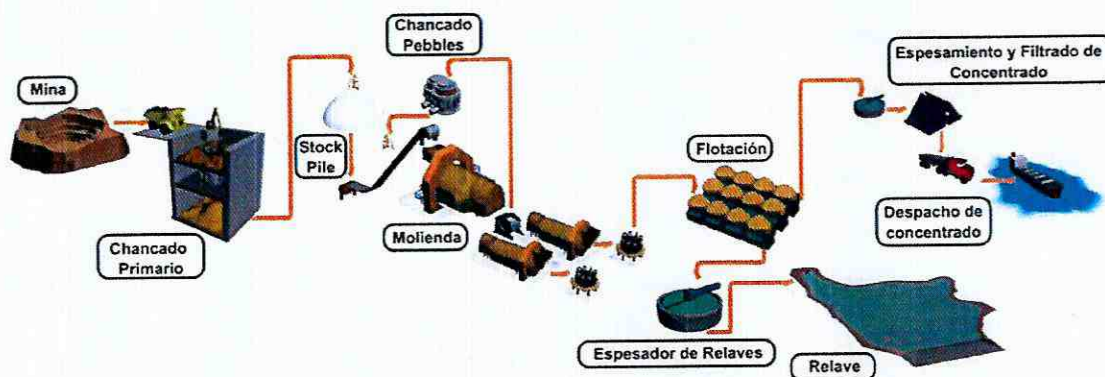 Mina
Chancado
Primario
Stock
Pile
Chancado
Pebbles
Molienda
Flotación
Espesador de Relaves
Relave
Espesamiento y Filtrado de
Concentrado
Despacho de
concentrado